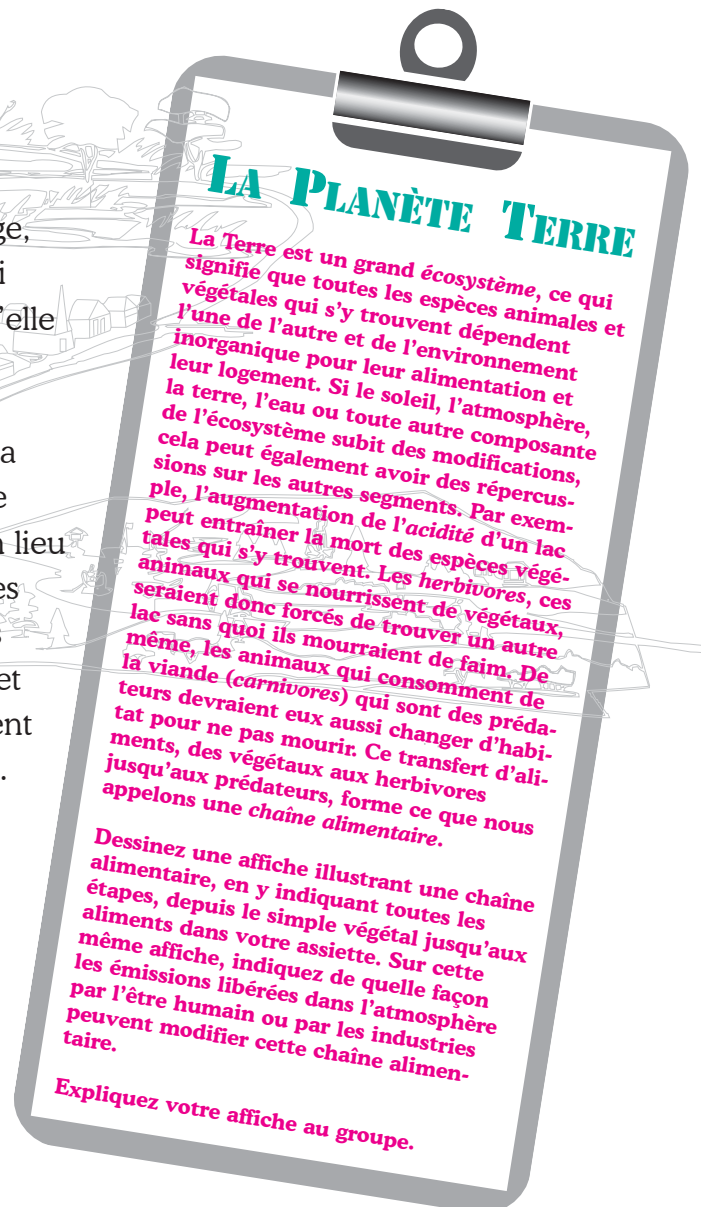 ge,
i
'elle
a
e
n lieu
es
s
et
ent
.
LA PLANÈTE TERRE
La Terre est un grand écosystème, ce qui
signifie que toutes les espèces animales et
végétales qui s'y trouvent dépendent
l'une de l'autre et de l'environnement
inorganique pour leur alimentation et
leur logement. Si le soleil, l'atmosphère,
la terre, l'eau ou toute autre composante
de l'écosystème subit des modifications,
cela peut également avoir des répercus-
sions sur les autres segments. Par exem-
ple, l'augmentation de l'acidité d'un lac
peut entraîner la mort des espèces végé-
tales qui s'y trouvent. Les herbivores, ces
animaux qui se nourrissent de végétaux,
seraient donc forcés de trouver un autre
lac sans quoi ils mourraient de faim. De
même, les animaux qui consomment de
la viande (carnivores) qui sont des préda-
teurs devraient eux aussi changer d'habi-
tat pour ne pas mourir. Ce transfert d'ali-
ments, des végétaux aux herbivores
jusqu'aux prédateurs, forme ce que nous
appelons une chaîne alimentaire.
Dessinez une affiche illustrant une chaîne
alimentaire, en y indiquant toutes les
étapes, depuis le simple végétal jusqu'aux
aliments dans votre assiette. Sur cette
même affiche, indiquez de quelle façon
les émissions libérées dans l'atmosphère
par l'être humain ou par les industries
peuvent modifier cette chaîne alimen-
taire.
Expliquez votre affiche au groupe.